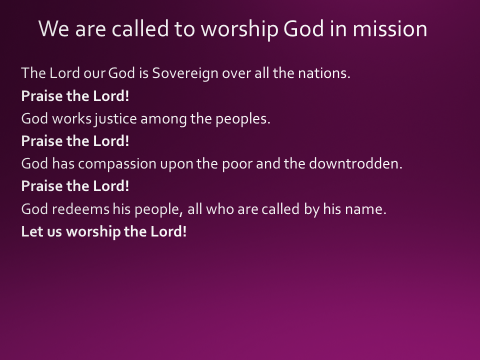 We are called to worship God in mission
The Lord our God is Sovereign over all the nations.
Praise the Lord!
God works justice among the peoples.
Praise the Lord!
God has compassion upon the poor and the downtrodden.
Praise the Lord!
God redeems his people, all who are called by his name.
Let us worship the Lord!